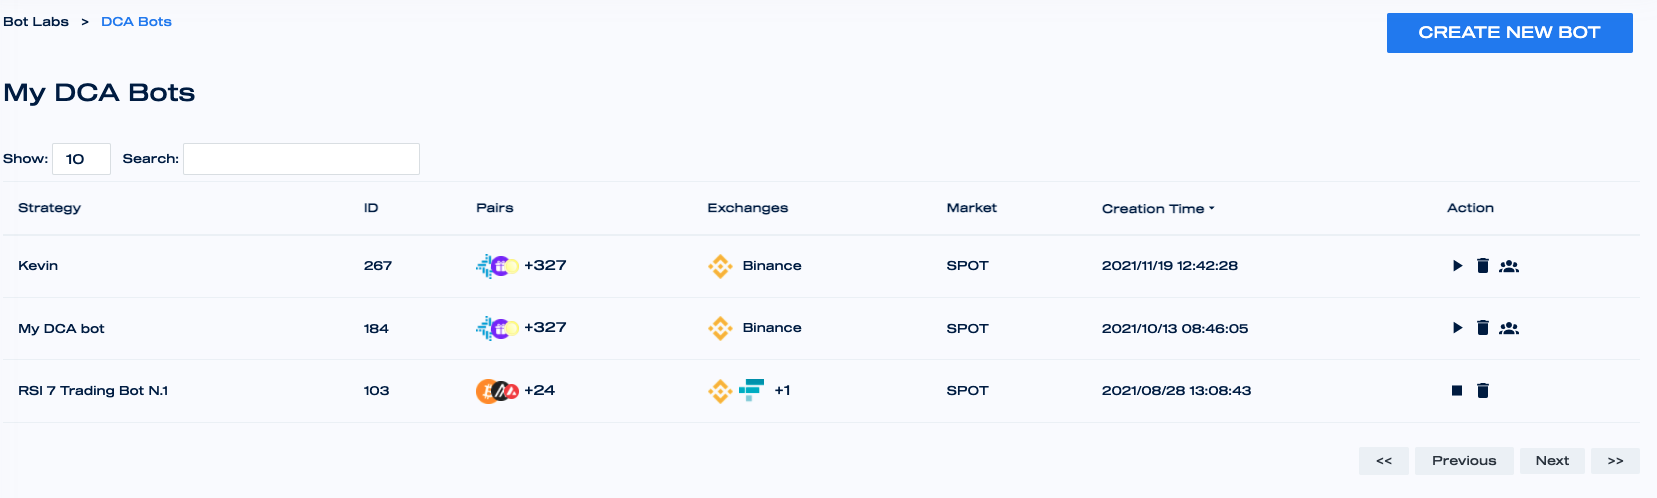 Bot Labs > DCA Bots
CREATE NEW BOT
My DCA Bots
Show: 10 Search:
Strategy ID Pairs Exchanges Market Creation Time Action
Kevin 267 +327 Binance SPOT 2021/11/19 12:42:28
My DCA bot 184 +327 Binance SPOT 2021/10/13 08:46:05
RSI 7 Trading Bot N.1 103 +24 +1 SPOT 2021/08/28 13:08:43
<< Previous Next >>